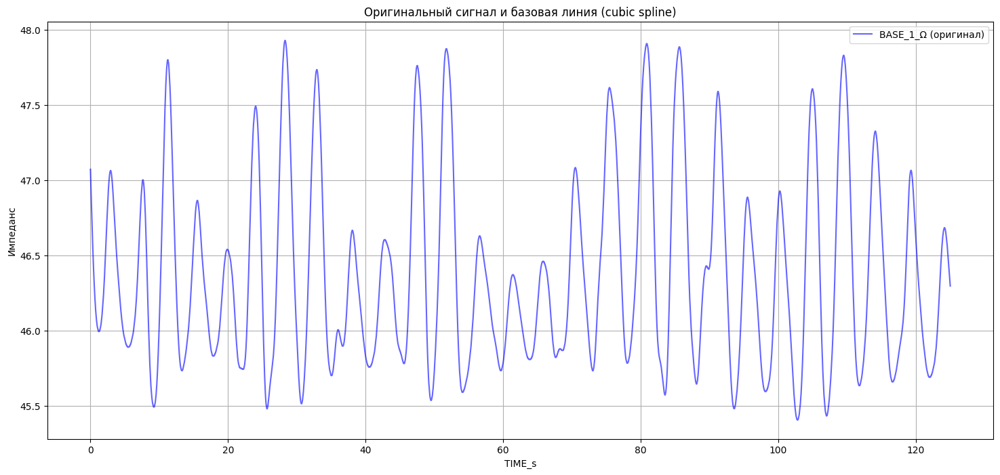 Оригинальный сигнал и базовая линия (cubic spline)
BASE_1_Ω (оригинал)
Импеданс
48.0
47.5
47.0
46.5
46.0
45.5
0 20 40 60 80 100 120
TIME_s